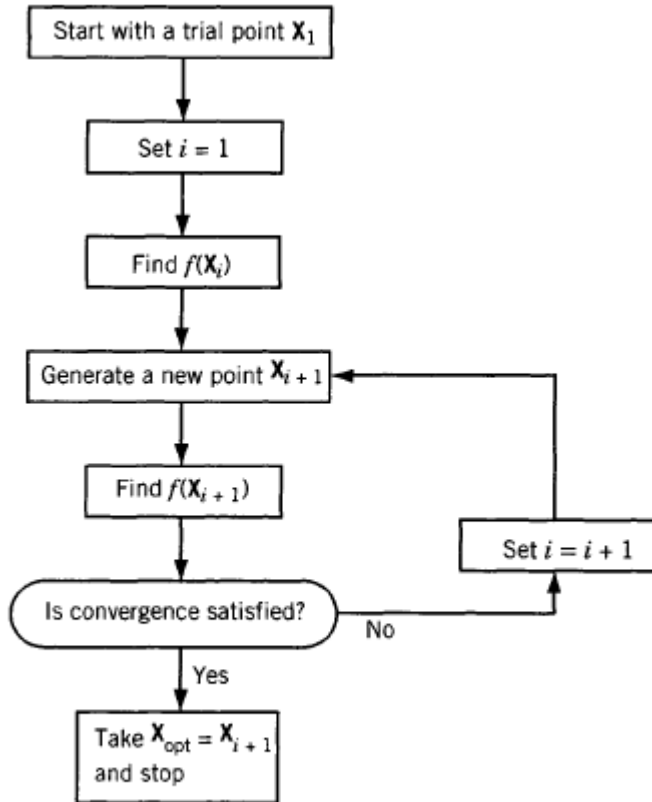 Start with a trial point X₁
Set i = 1
Find f(Xᵢ)
Generate a new point Xᵢ₊₁
Find f(Xᵢ₊₁)
Set i = i + 1
Is convergence satisfied?
No
Yes
Take Xₒₚₜ = Xᵢ₊₁
and stop